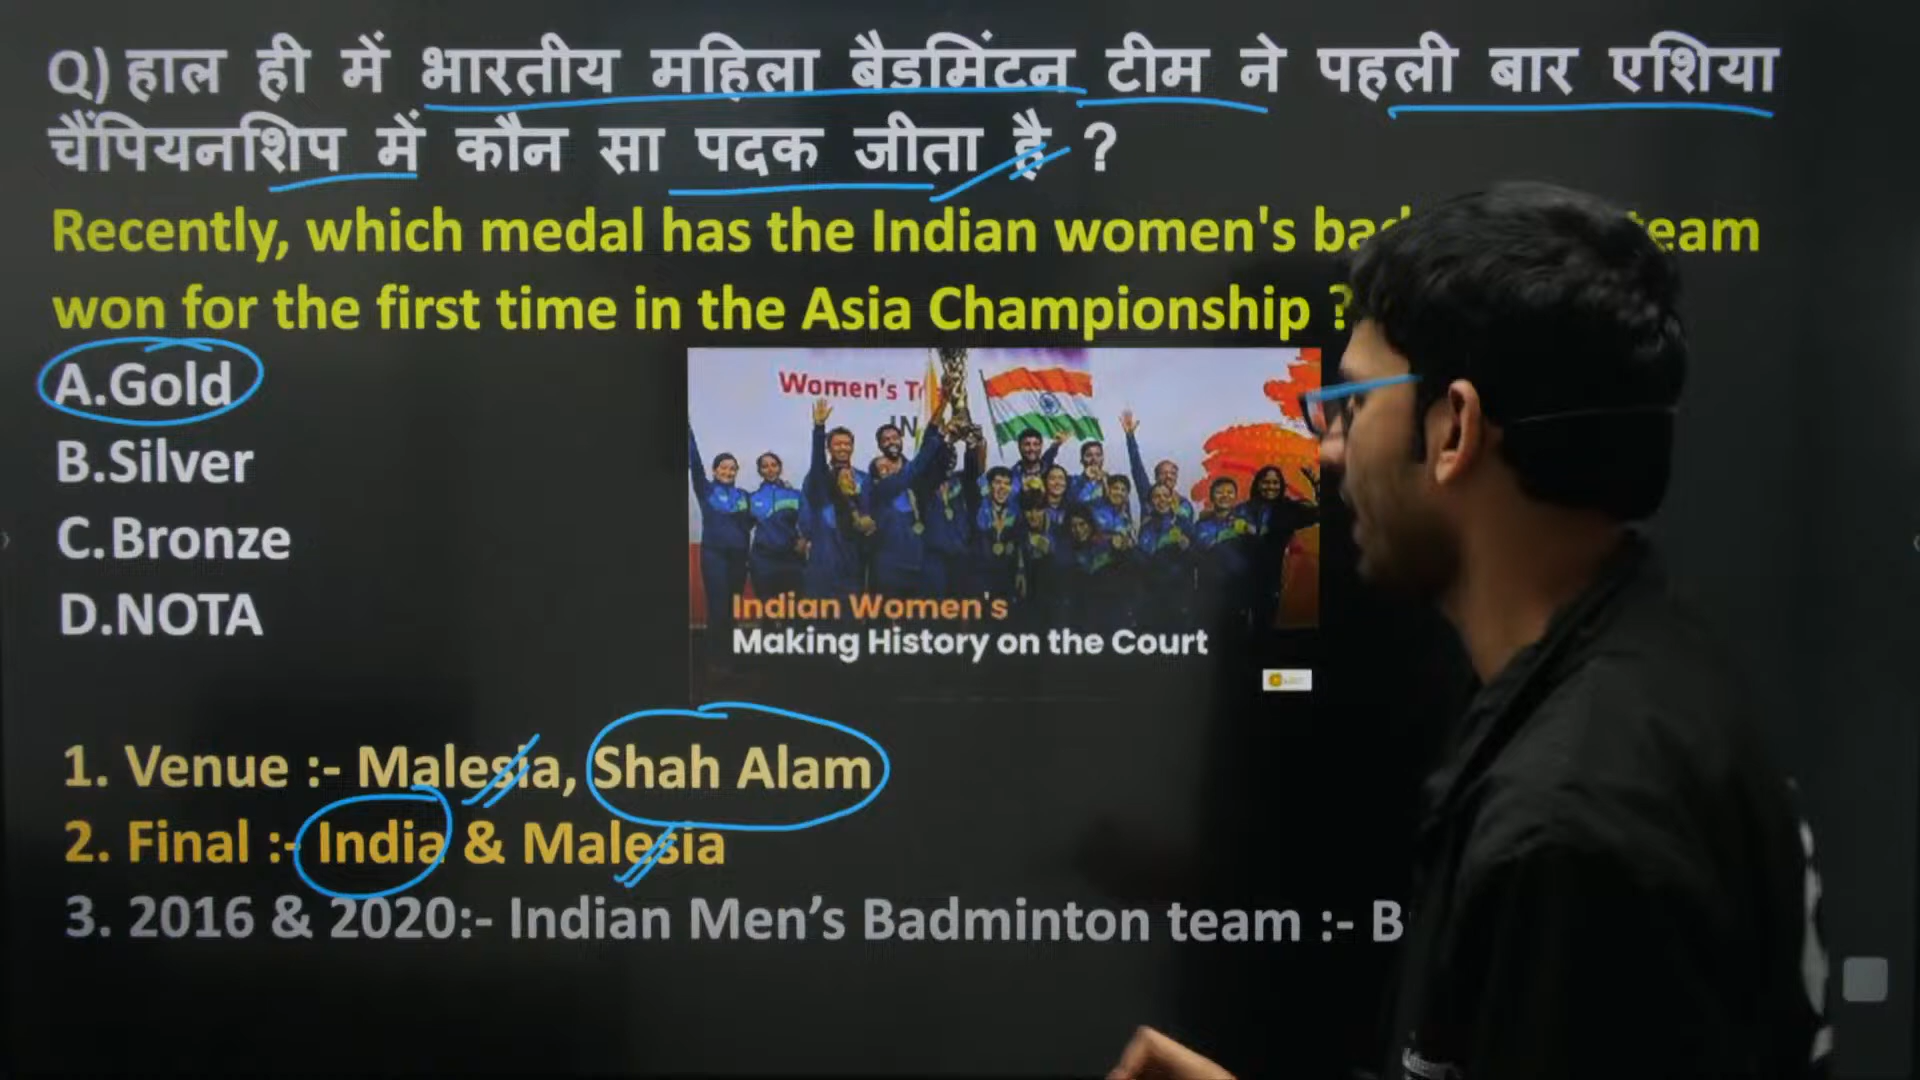 Q) हाल ही में भारतीय महिला बैडमिंटन टीम ने पहली बार एशिया
चैंपियनशिप में कौन सा पदक जीता है ?
Recently, which medal has the Indian women's
won for the first time in the Asia Championship ?
A.Gold
B.Silver
C.Bronze
D.NOTA
Women's
Indian Women's
Making History on the Court
1. Venue :- Malesia, Shah Alam
2. Final :- India & Malesia
3. 2016 & 2020:- Indian Men’s Badminton team :- B